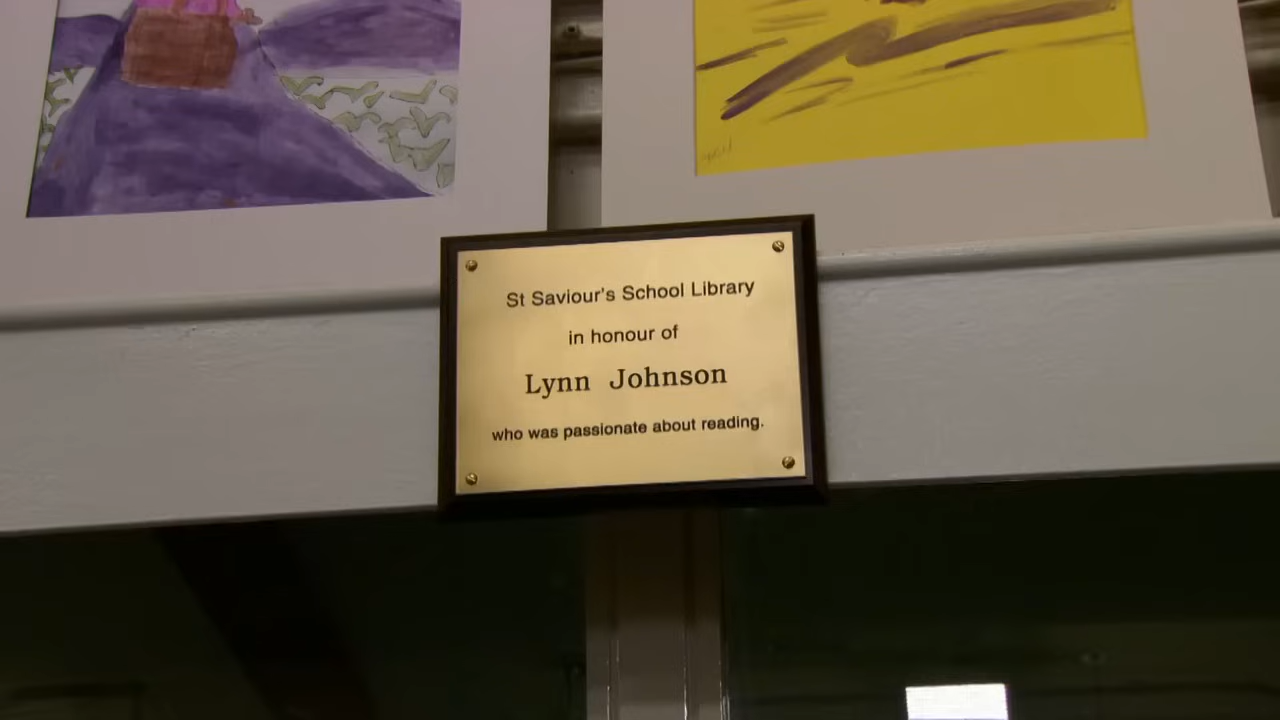 St Saviour's School Library
in honour of
Lynn Johnson
who was passionate about reading.